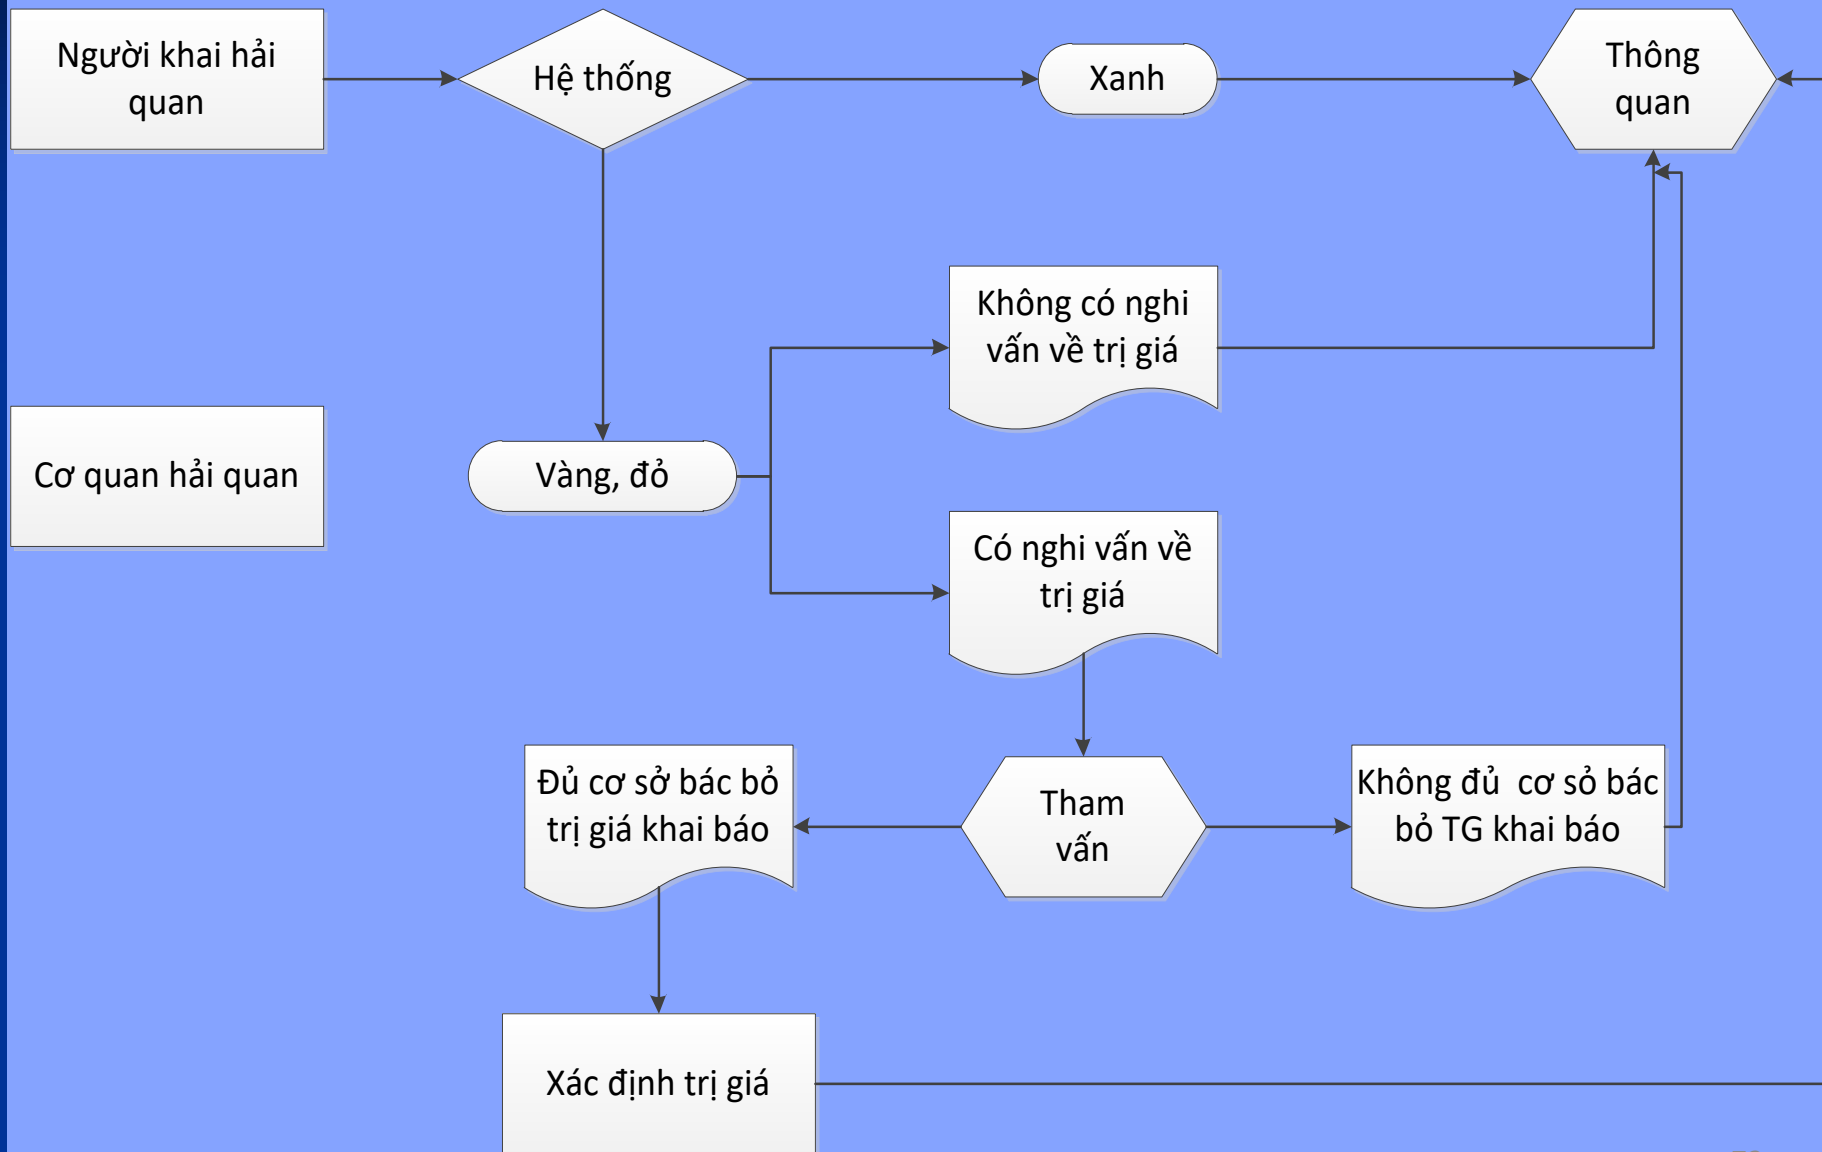 Người khai hải
quan
Hệ thống
Xanh
Thông
quan
Không có nghi
vấn về trị giá
Cơ quan hải quan
Vàng, đỏ
Có nghi vấn về
trị giá
Đủ cơ sở bác bỏ
trị giá khai báo
Tham
vấn
Không đủ cơ sỏ bác
bỏ TG khai báo
Xác định trị giá